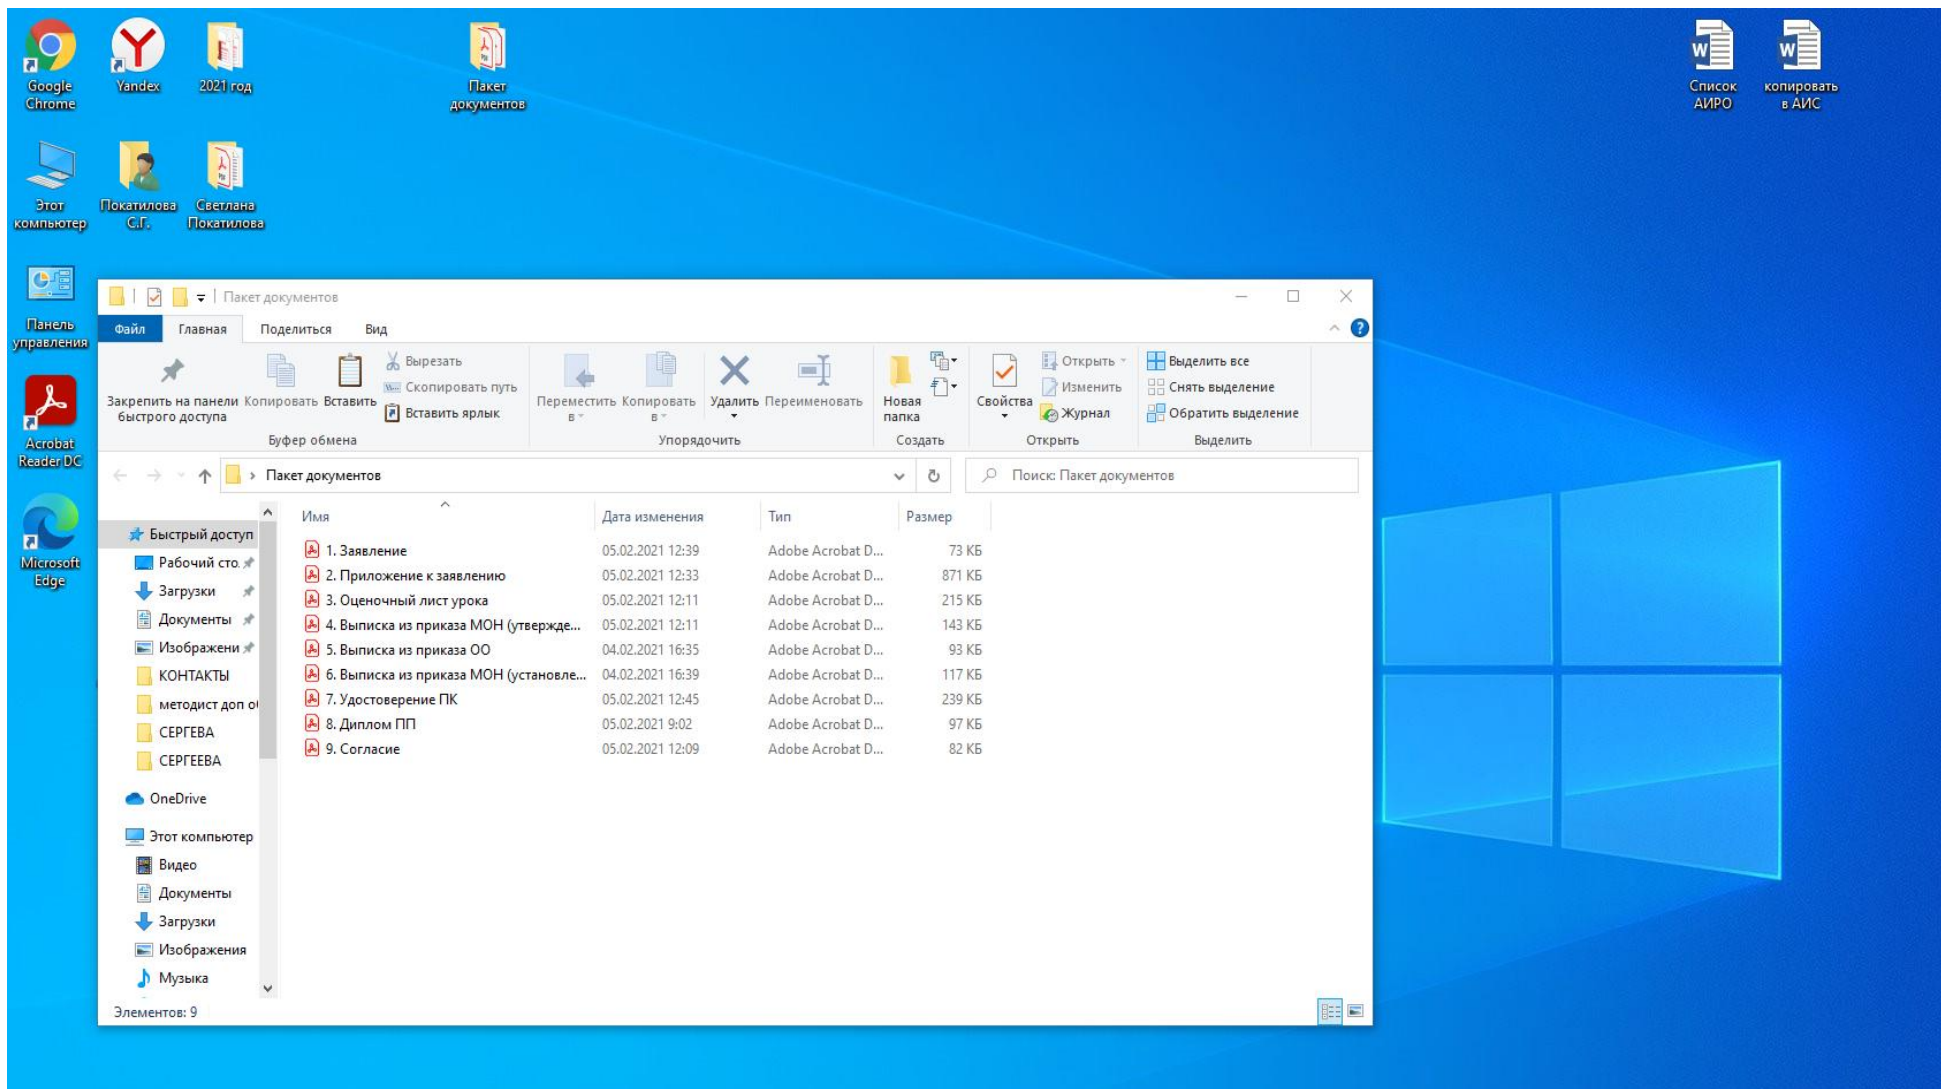 Google
Chrome
Yandex
2021 год
Пакет
документов
Список
АИРО
копировать
в АИС
Этот
компьютер
Покатилова
С.Г.
Светлана
Покатилова
Панель
управления
Acrobat
Reader DC
Microsoft
Edge
Пакет документов
Файл
Главная
Поделиться
Вид
Закрепить на панели
быстрого доступа
Копировать
Вставить
Вырезать
Скопировать путь
Вставить ярлык
Буфер обмена
Переместить
в
Копировать
в
Удалить
Переименовать
Упорядочить
Новая
папка
Создать
Свойства
Открыть
Изменить
Журнал
Открыть
Выделить все
Снять выделение
Обратить выделение
Выделить
Пакет документов
Поиск: Пакет документов
Быстрый доступ
Рабочий сто.
Загрузки
Документы
Изображени
КОНТАКТЫ
методист доп
СЕРГЕВА
СЕРГЕЕВА
OneDrive
Этот компьютер
Видео
Документы
Загрузки
Изображения
Музыка
Имя Дата изменения Тип Размер
1. Заявление 05.02.2021 12:39 Adobe Acrobat D... 73 КБ
2. Приложение к заявлению 05.02.2021 12:33 Adobe Acrobat D... 871 КБ
3. Оценочный лист урока 05.02.2021 12:11 Adobe Acrobat D... 215 КБ
4. Выписка из приказа МОН (утвержде... 05.02.2021 12:11 Adobe Acrobat D... 143 КБ
5. Выписка из приказа ОО 04.02.2021 16:35 Adobe Acrobat D... 93 КБ
6. Выписка из приказа МОН (установле... 04.02.2021 16:39 Adobe Acrobat D... 117 КБ
7. Удостоверение ПК 05.02.2021 12:45 Adobe Acrobat D... 239 КБ
8. Диплом ПП 05.02.2021 9:02 Adobe Acrobat D... 97 КБ
9. Согласие 05.02.2021 12:09 Adobe Acrobat D... 82 КБ
Элементов: 9